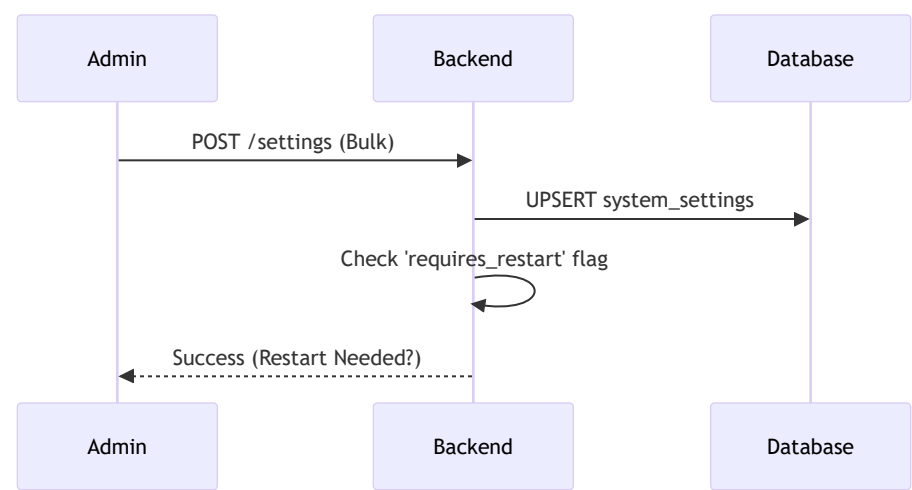 Admin
Backend
Database
POST /settings (Bulk)
UPSERT system_settings
Check 'requires_restart' flag
Success (Restart Needed?)
Admin
Backend
Database